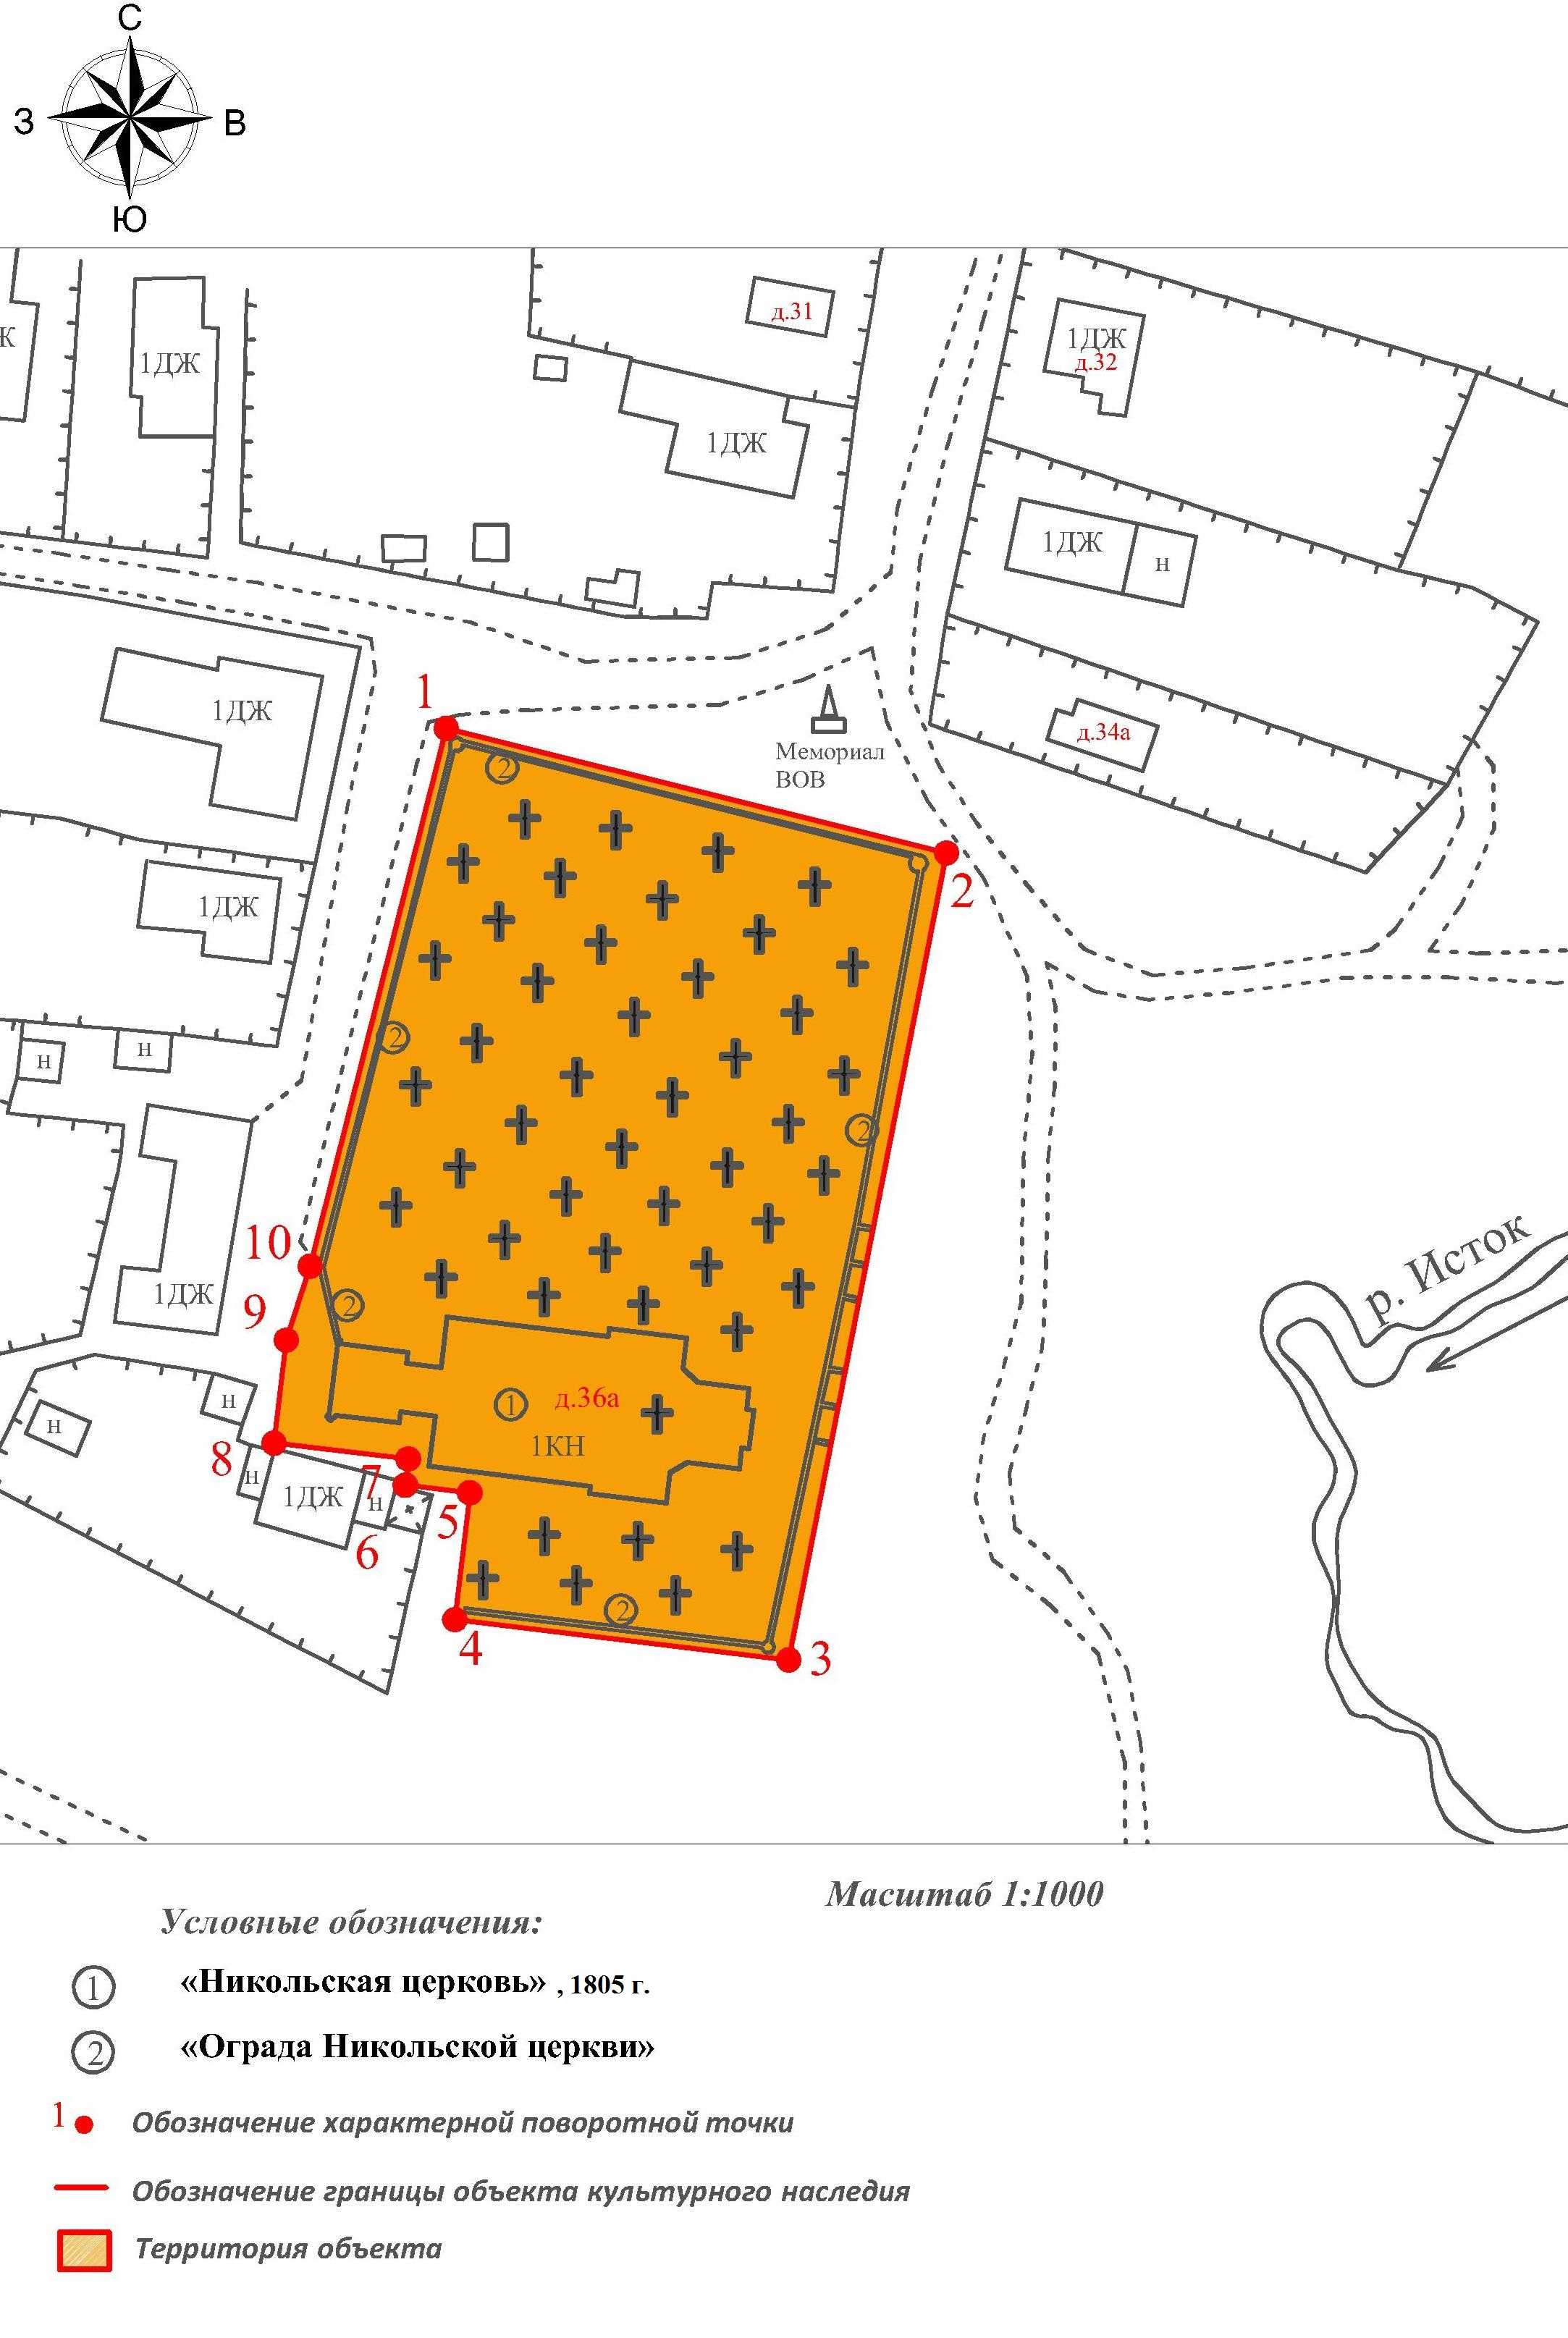 С
З
В
Ю
д.31
Ж
1ДЖ
1ДЖ
д.32
1ДЖ
1ДЖ
н
1
1ДЖ
д.34а
Мемориал
ВОВ
2
2
1ДЖ
2
н
н
2
10
р. Исток
9
1ДЖ
2
н
1
д.36а
н
1КН
8
7
н
1ДЖ
н
5
6
2
4
3
Масштаб 1:1000
Условные обозначения:
1 «Никольская церковь» , 1805 г.
2 «Ограда Никольской церкви»
1 Обозначение характерной поворотной точки
Обозначение границы объекта культурного наследия
Территория объекта